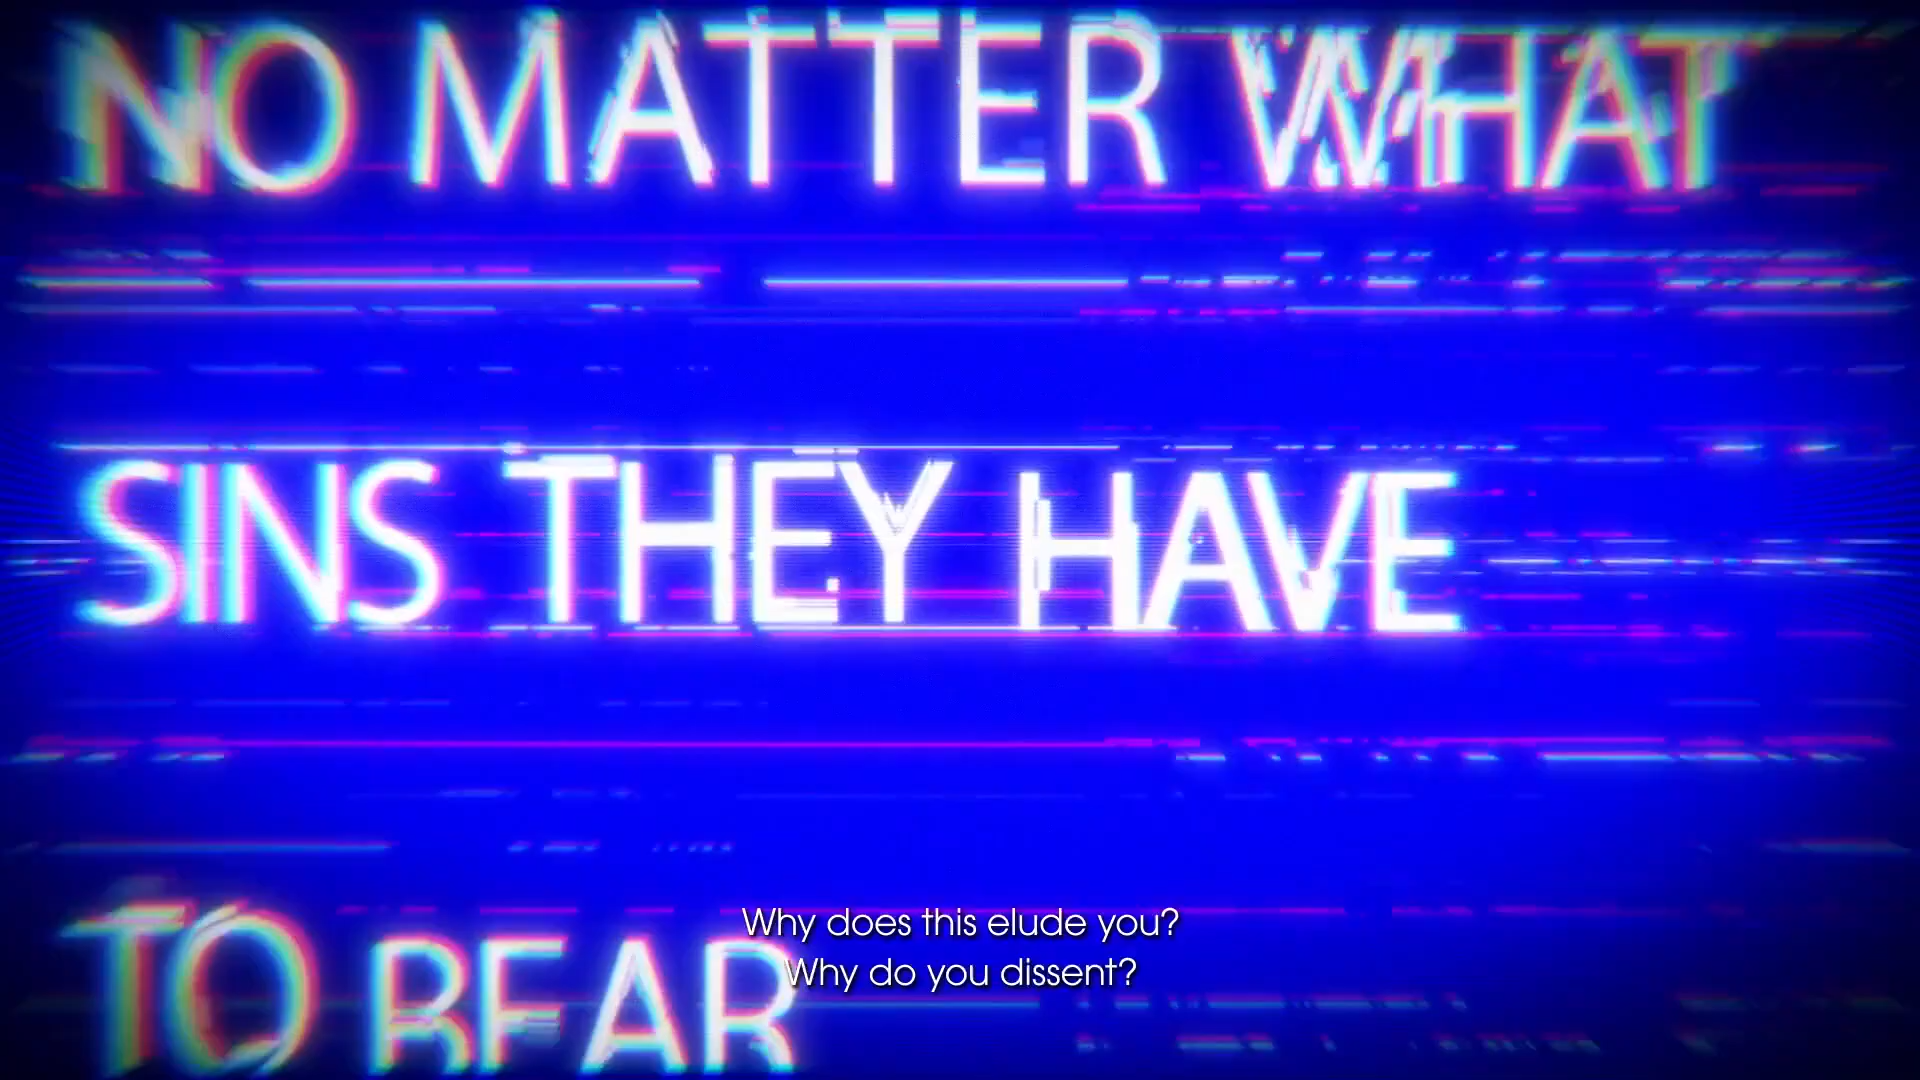 NO MATTER WHAT
SINS THEY HAVE
TO BEAR
Why does this elude you?
Why do you dissent?